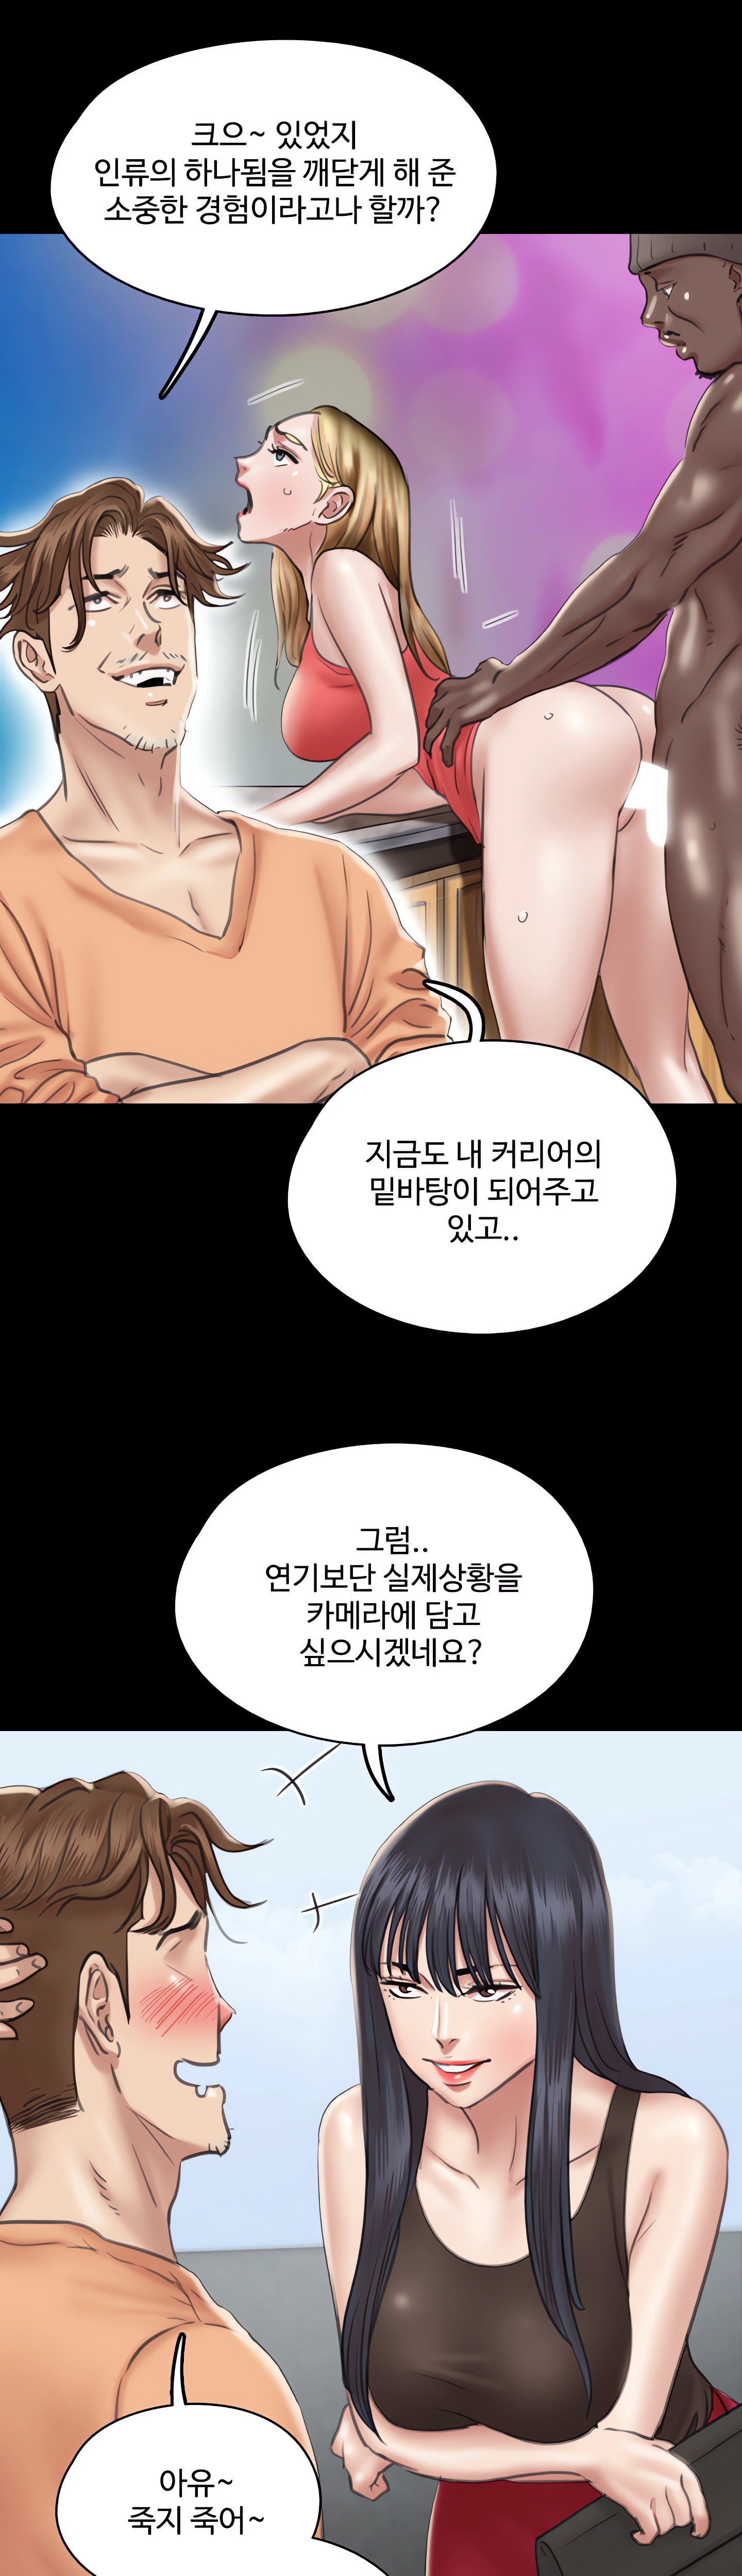 크으~ 있었지
인류의 하나됨을 깨닫게 해 준
소중한 경험이라고나 할까?
지금도 내 커리어의
밑바탕이 되어주고
있고..
그럼..
연기보단 실제상황을
카메라에 담고
싶으시겠네요?
아유~
죽지 죽어~